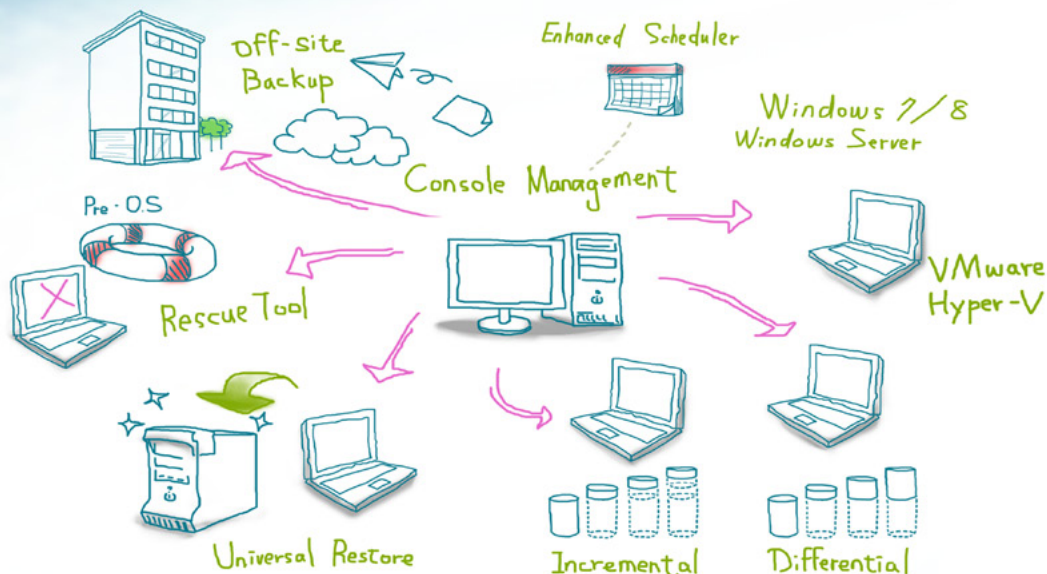 Off-site
Backup
Enhanced Scheduler
Windows 7/8
Windows Server
Console Management
Pre-O.S
Rescue Tool
VMware
Hyper-V
Universal Restore
Incremental
Differential